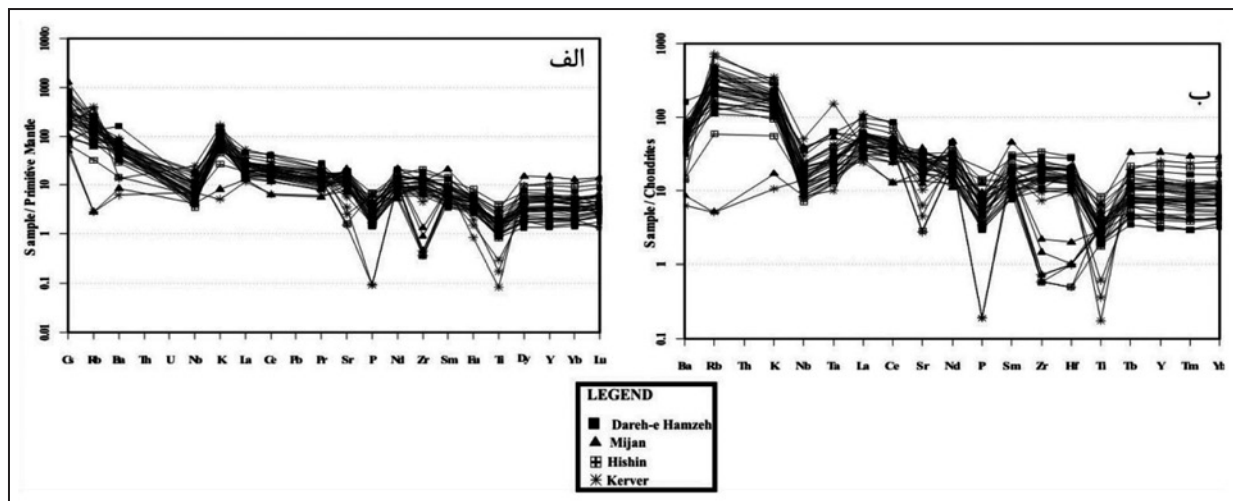 الف
Sample/Primitive Mantle
10000
1000
100
10
1
0.1
0.01
Cs Rb Ba Th U Nb K La Ce Pb Pr Sr P Nd Zr Sm Eu Ti Dy Y Yb Lu
ب
Sample/Chondrites
1000
100
10
1
0.1
Ba Rb Th K Nb Ta La Ce Sr Nd P Sm Zr Hf Ti Tb Y Tm Yb
LEGEND
Dareh-e Hamzeh
Mijan
Hishin
Kerver